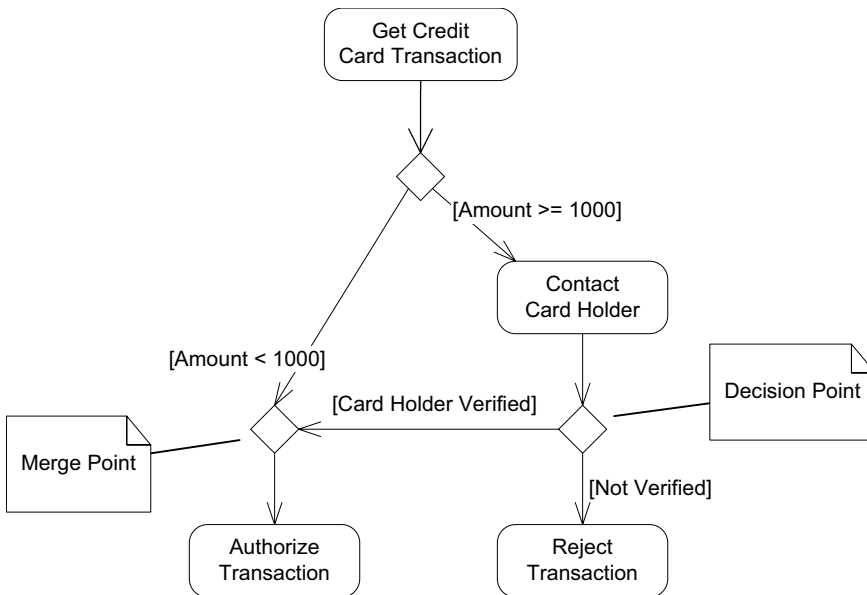 Get Credit
Card Transaction
[Amount >= 1000]
Contact
Card Holder
[Amount < 1000]
[Card Holder Verified]
Decision Point
Merge Point
[Not Verified]
Authorize
Transaction
Reject
Transaction